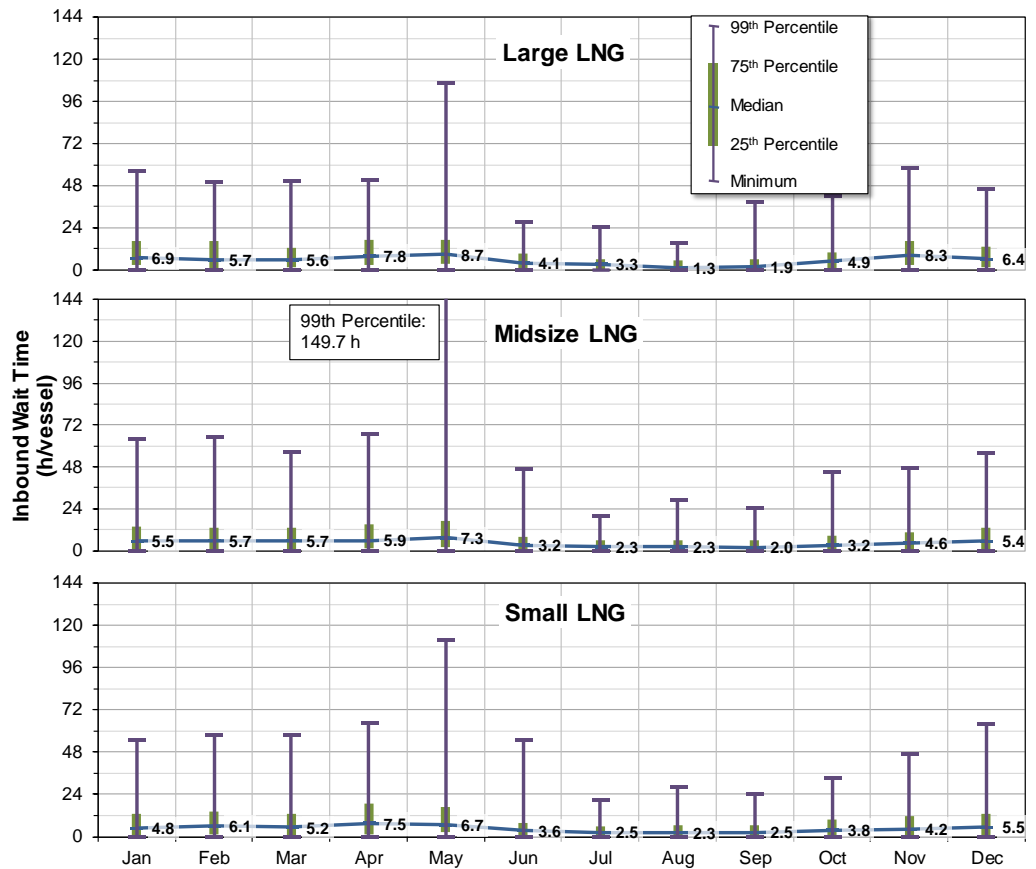 144
120
96
72
48
24
0
Large LNG
99th Percentile
75th Percentile
Median
25th Percentile
Minimum
6.9 5.7 5.6 7.8 8.7 4.1 3.3 1.3 1.9 4.9 8.3 6.4
Inbound Wait Time
(h/vessel)
144
120
96
72
48
24
0
99th Percentile:
149.7 h
Midsize LNG
5.5 5.7 5.7 5.9 7.3 3.2 2.3 2.3 2.0 3.2 4.6 5.4
144
120
96
72
48
24
0
Small LNG
4.8 6.1 5.2 7.5 6.7 3.6 2.5 2.3 2.5 3.8 4.2 5.5
Jan Feb Mar Apr May Jun Jul Aug Sep Oct Nov Dec